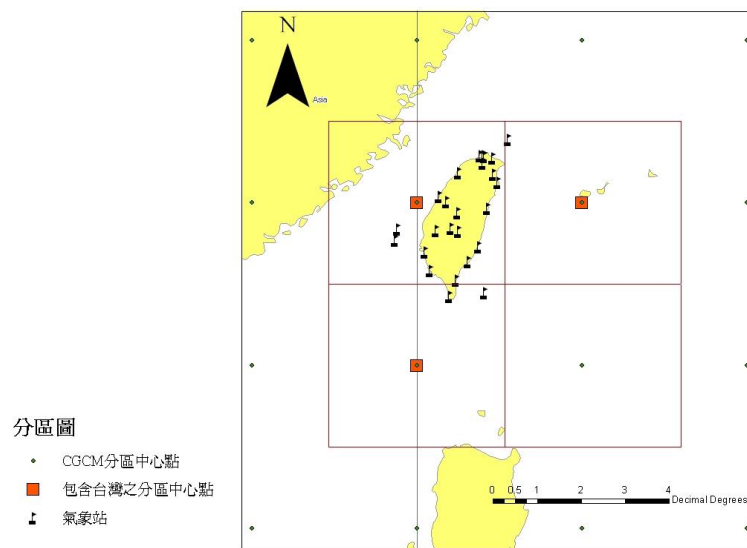 N
Asia
分區圖
CGCM分區中心點
包含台灣之分區中心點
氣象站
0 0.5 1 2 3 4
Decimal Degrees